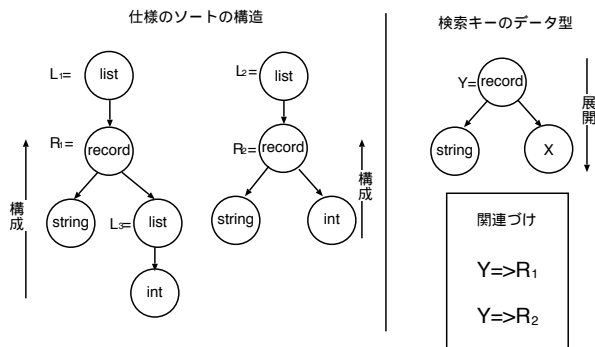 仕様のソートの構造
L1= list
R1= record
string
L3= list
int
構成
L2= list
R2= record
string
int
構成
検索キーのデータ型
Y= record
string
X
展開
関連づけ
Y=>R1
Y=>R2